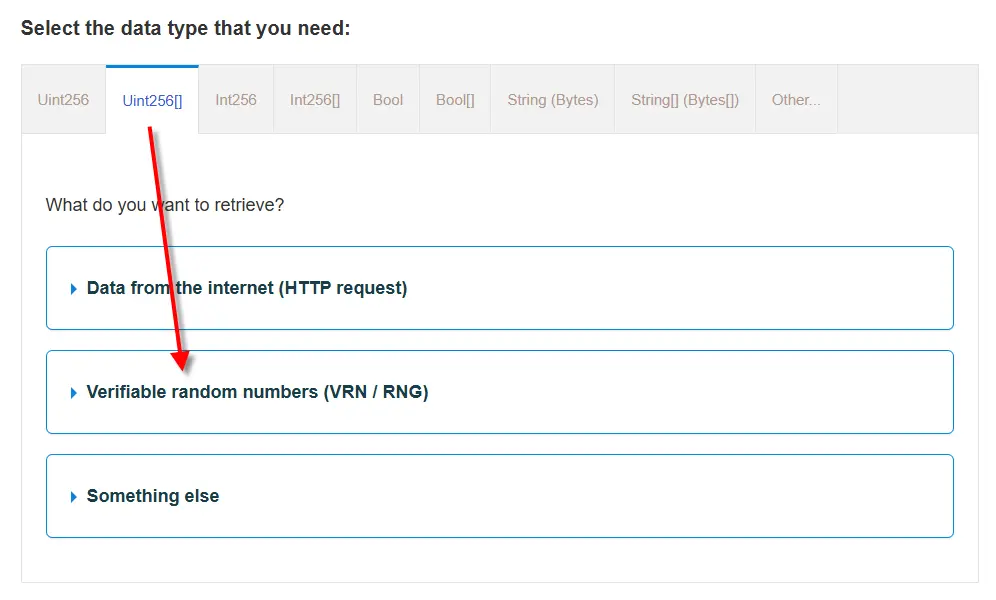 Select the data type that you need:
Uint256 Uint256[] Int256 Int256[] Bool Bool[] String (Bytes) String[] (Bytes[]) Other...
What do you want to retrieve?
Data from the internet (HTTP request)
Verifiable random numbers (VRN / RNG)
Something else